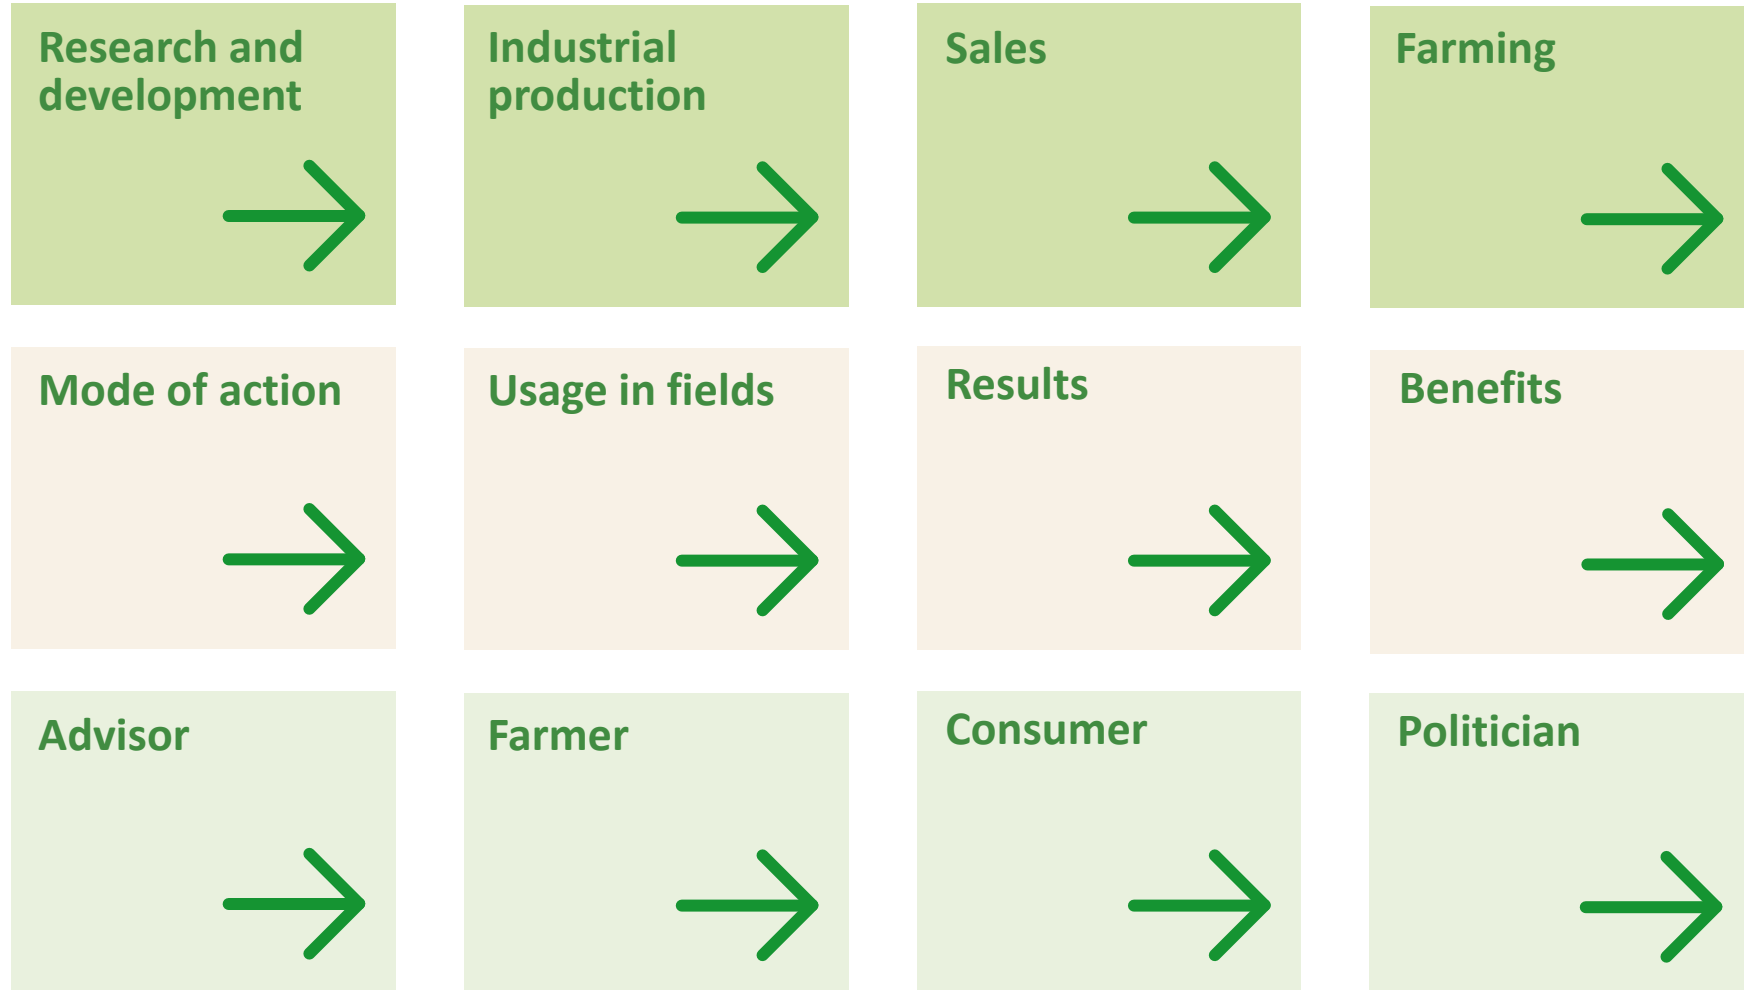 Research and
development
Industrial
production
Sales
Farming
Mode of action
Usage in fields
Results
Benefits
Advisor
Farmer
Consumer
Politician